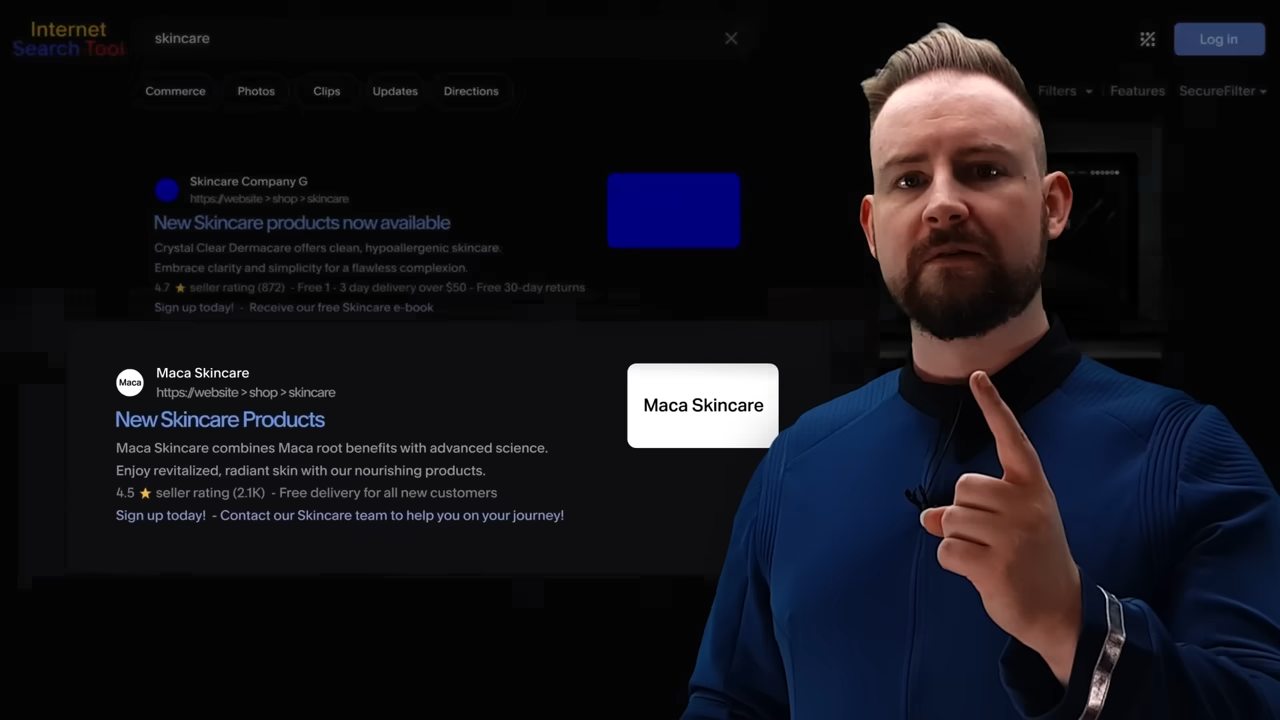 Internet
Search Tool
skincare
Log in
Commerce
Photos
Clips
Updates
Directions
Filters
Features
SecureFilter
Skincare Company G
https://website > shop > skincare
New Skincare products now available
Crystal Clear Dermacare offers clean, hypoallergenic skincare.
Embrace clarity and simplicity for a flawless complexion.
4.7 ⭐ seller rating (872) - Free 1 - 3 day delivery over $50 - Free 30-day returns
Sign up today! - Receive our free Skincare e-book
Maca
Maca Skincare
https://website > shop > skincare
New Skincare Products
Maca Skincare combines Maca root benefits with advanced science.
Enjoy revitalized, radiant skin with our nourishing products.
4.5 ⭐ seller rating (2.1K) - Free delivery for all new customers
Sign up today! - Contact our Skincare team to help you on your journey!
Maca Skincare